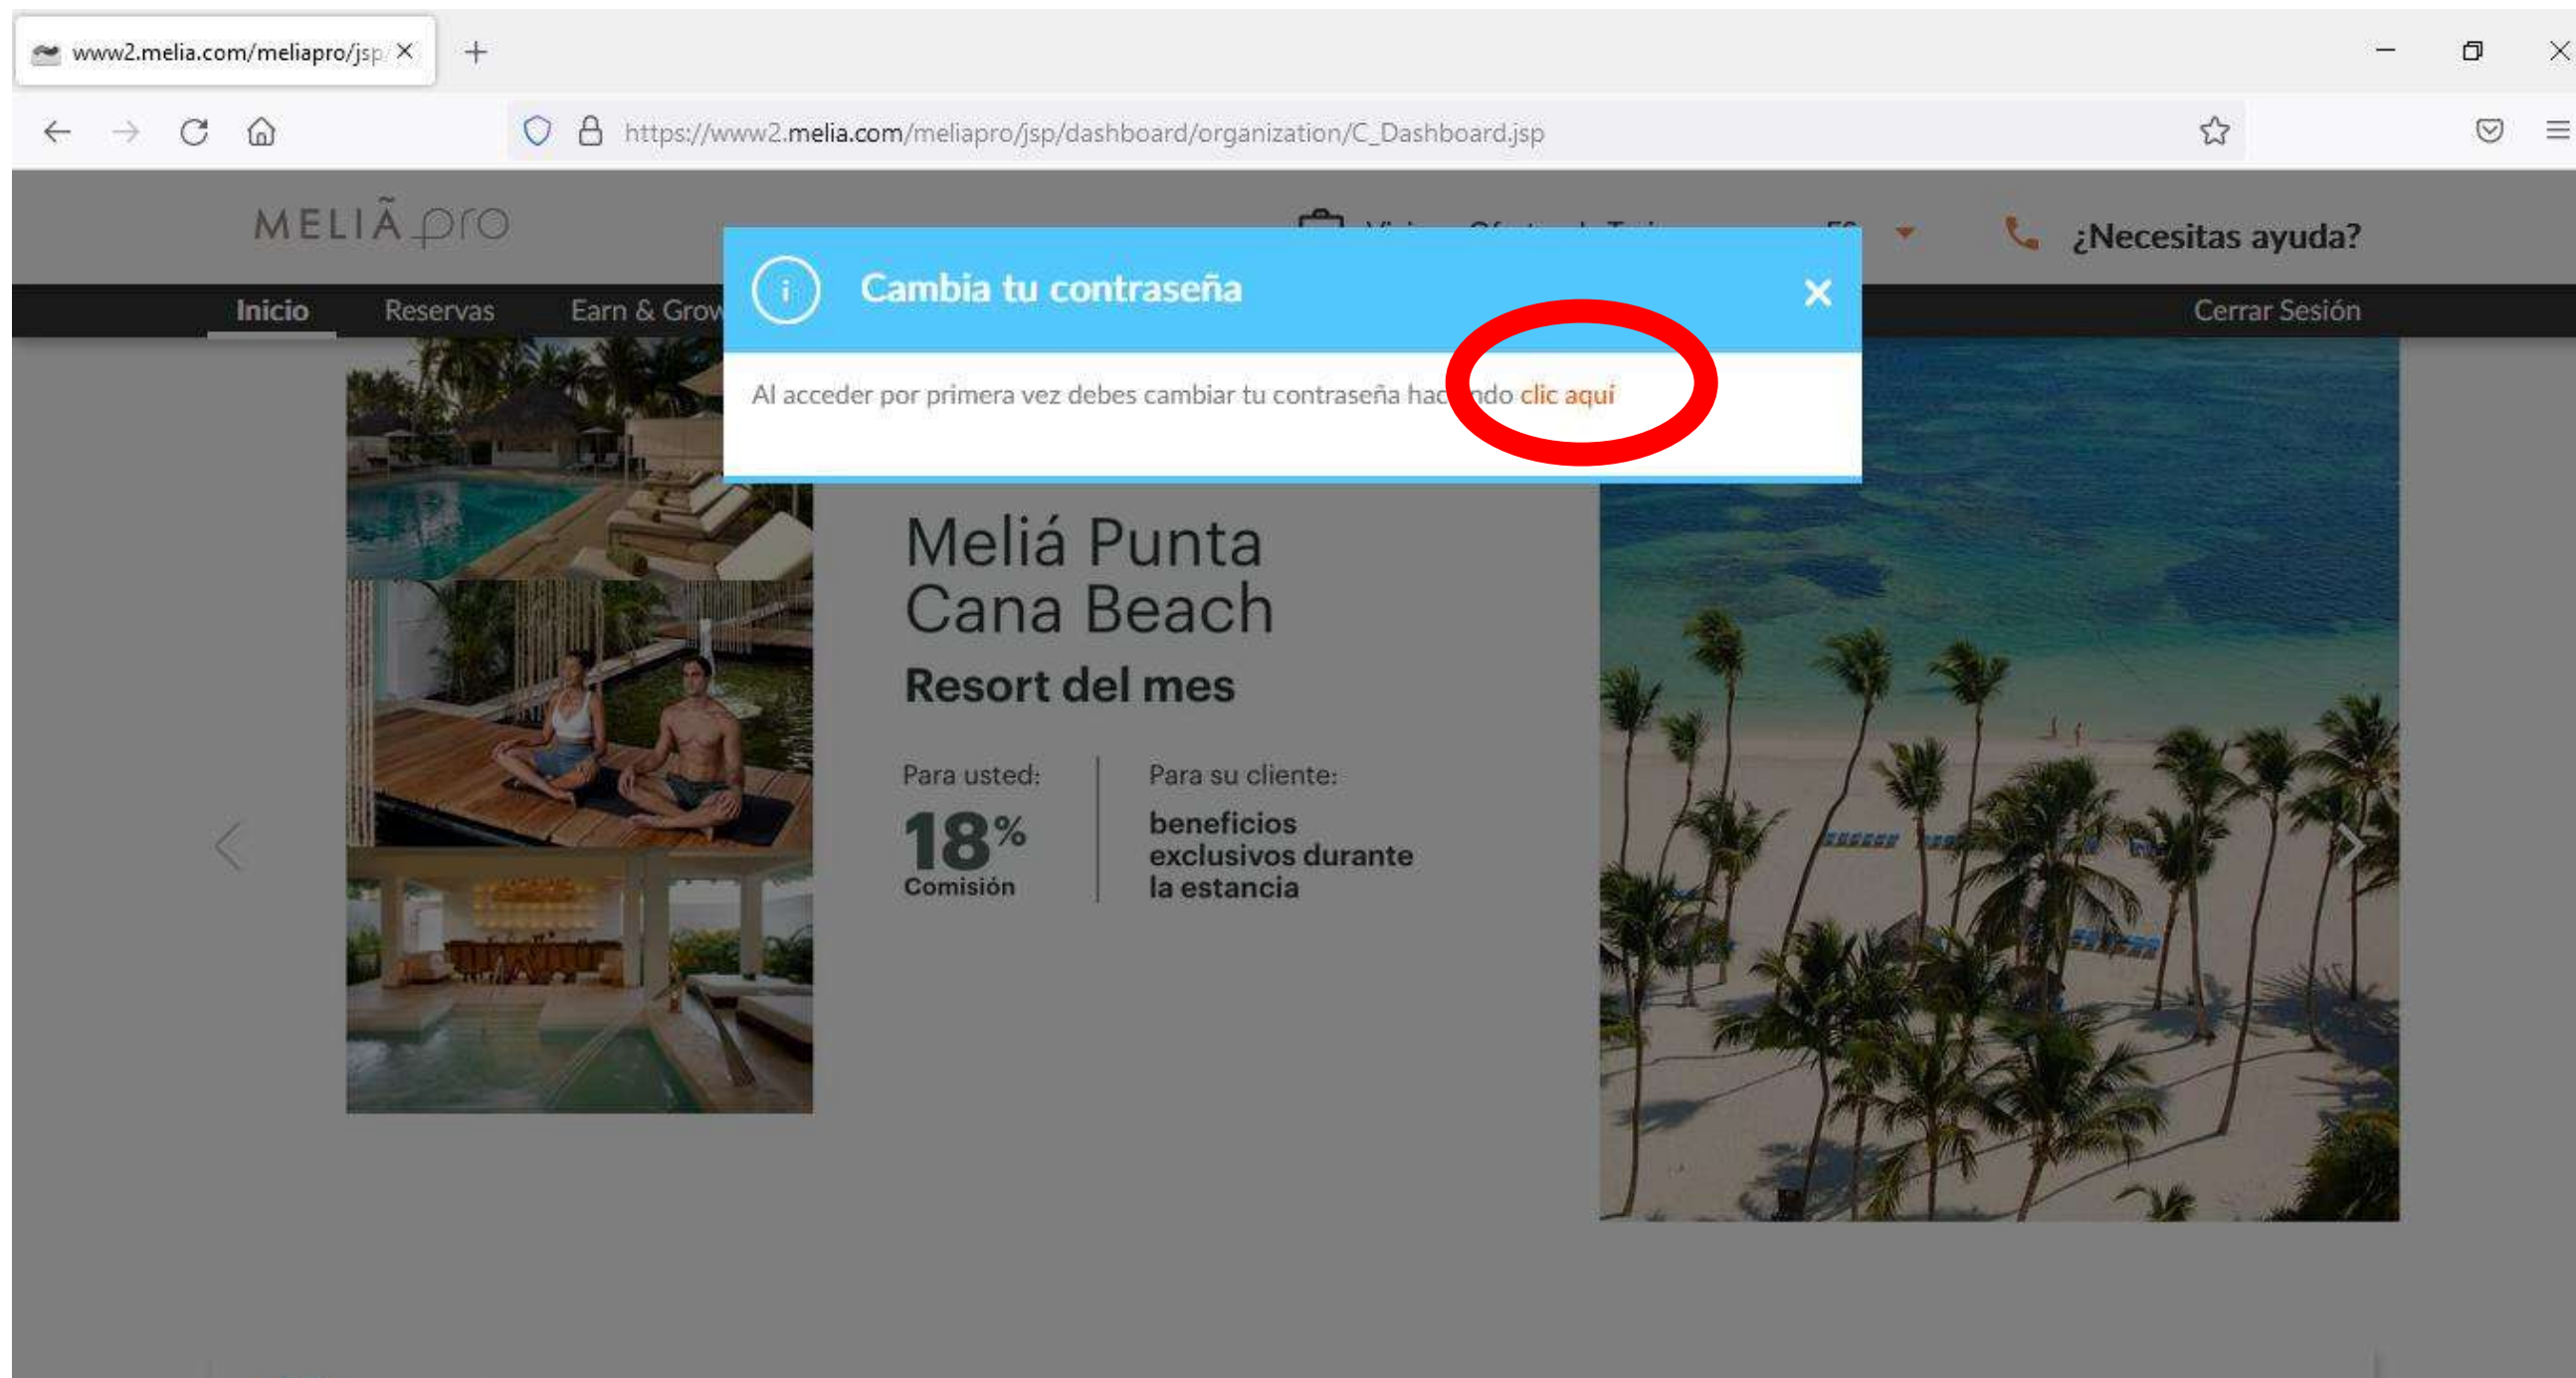 www2.melia.com/meliapro/jsp/
https://www2.melia.com/meliapro/jsp/dashboard/organization/C_Dashboard.jsp
MELIÃ pro
¿Necesitas ayuda?
Inicio Reservas Earn & Grow Cerrar Sesión
i Cambia tu contraseña
Al acceder por primera vez debes cambiar tu contraseña clic aquí
Meliá Punta
Cana Beach
Resort del mes
Para usted:
18%
Comisión
Para su cliente:
beneficios
exclusivos durante
la estancia